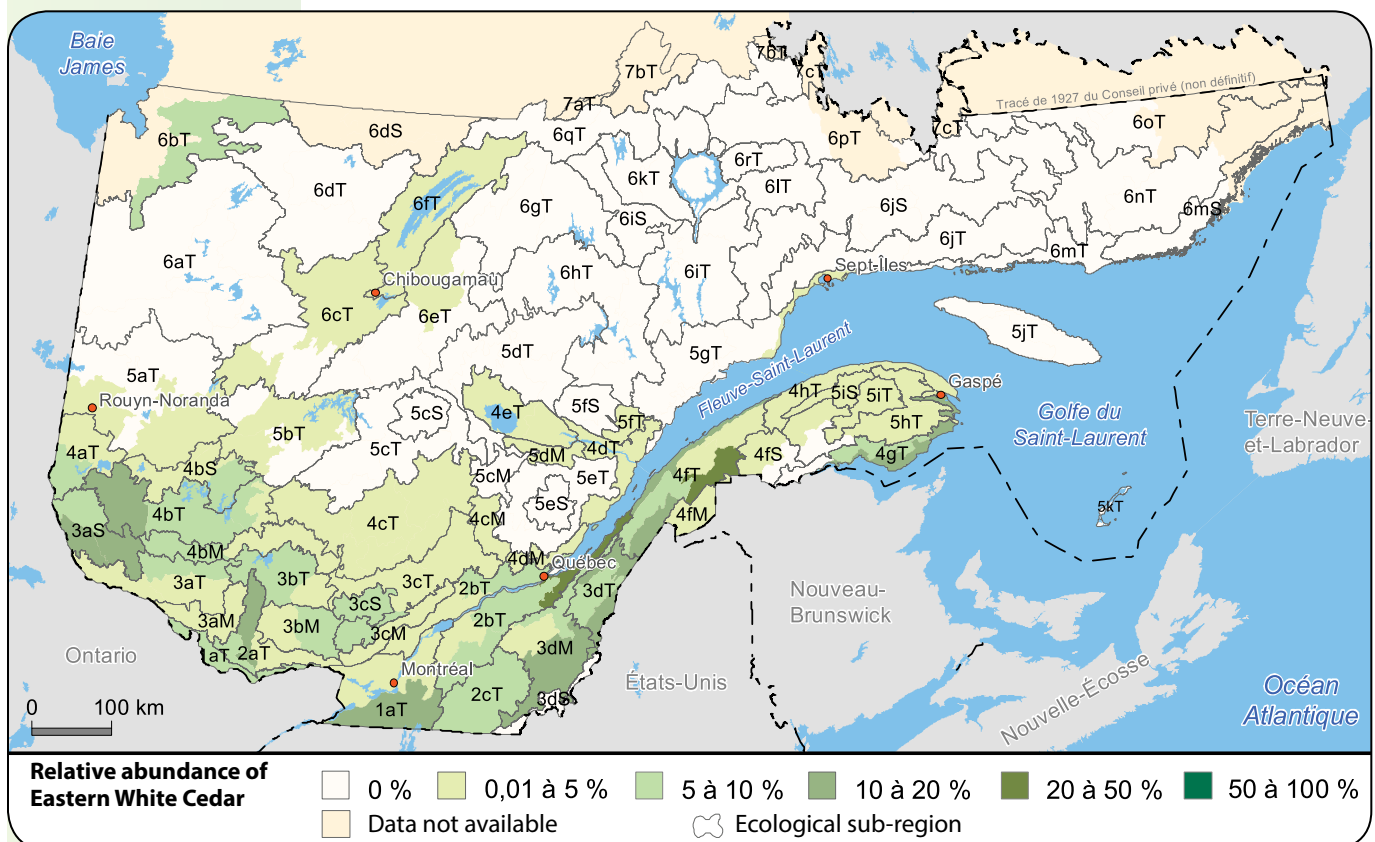 Baie
James
7bT
7bT
7cT
7aT
Tracé de 1927 du Conseil privé (non définitif)
6bT
6dS
6qT
6pT
7cT
6oT
6dT
6fT
6kT
6rT
6lT
6gT
6iS
6jS
6nT
6mS
6aT
6jT
6mT
6hT
6iT
Sept-Îles
Chibougamau
6cT
6eT
5jT
5dT
5gT
5aT
Fleuve-Saint-Laurent
Rouyn-Noranda
5cS
4eT
5fS
5fT
4hT
5iS
5iT
Gaspé
5bT
5hT
Golfe du
Saint-Laurent
Terre-Neuve-
et-Labrador
4aT
4bS
5cT
5dM
4dT
4fS
4gT
5cM
5eT
4fT
5eS
5kT
3aS
4bT
4cT
4cM
4fM
4bM
4dM
Québec
3aT
3bT
3cT
2bT
3dT
Nouveau-
Brunswick
3cS
3aM
3bM
3cM
2bT
1aT
2aT
3dM
Ontario
Montréal
États-Unis
2cT
3dS
1aT
Nouvelle-Écosse
Océan
Atlantique
0 100 km
Relative abundance of
Eastern White Cedar
0 % 0,01 à 5 % 5 à 10 % 10 à 20 % 20 à 50 % 50 à 100 %
Data not available Ecological sub-region